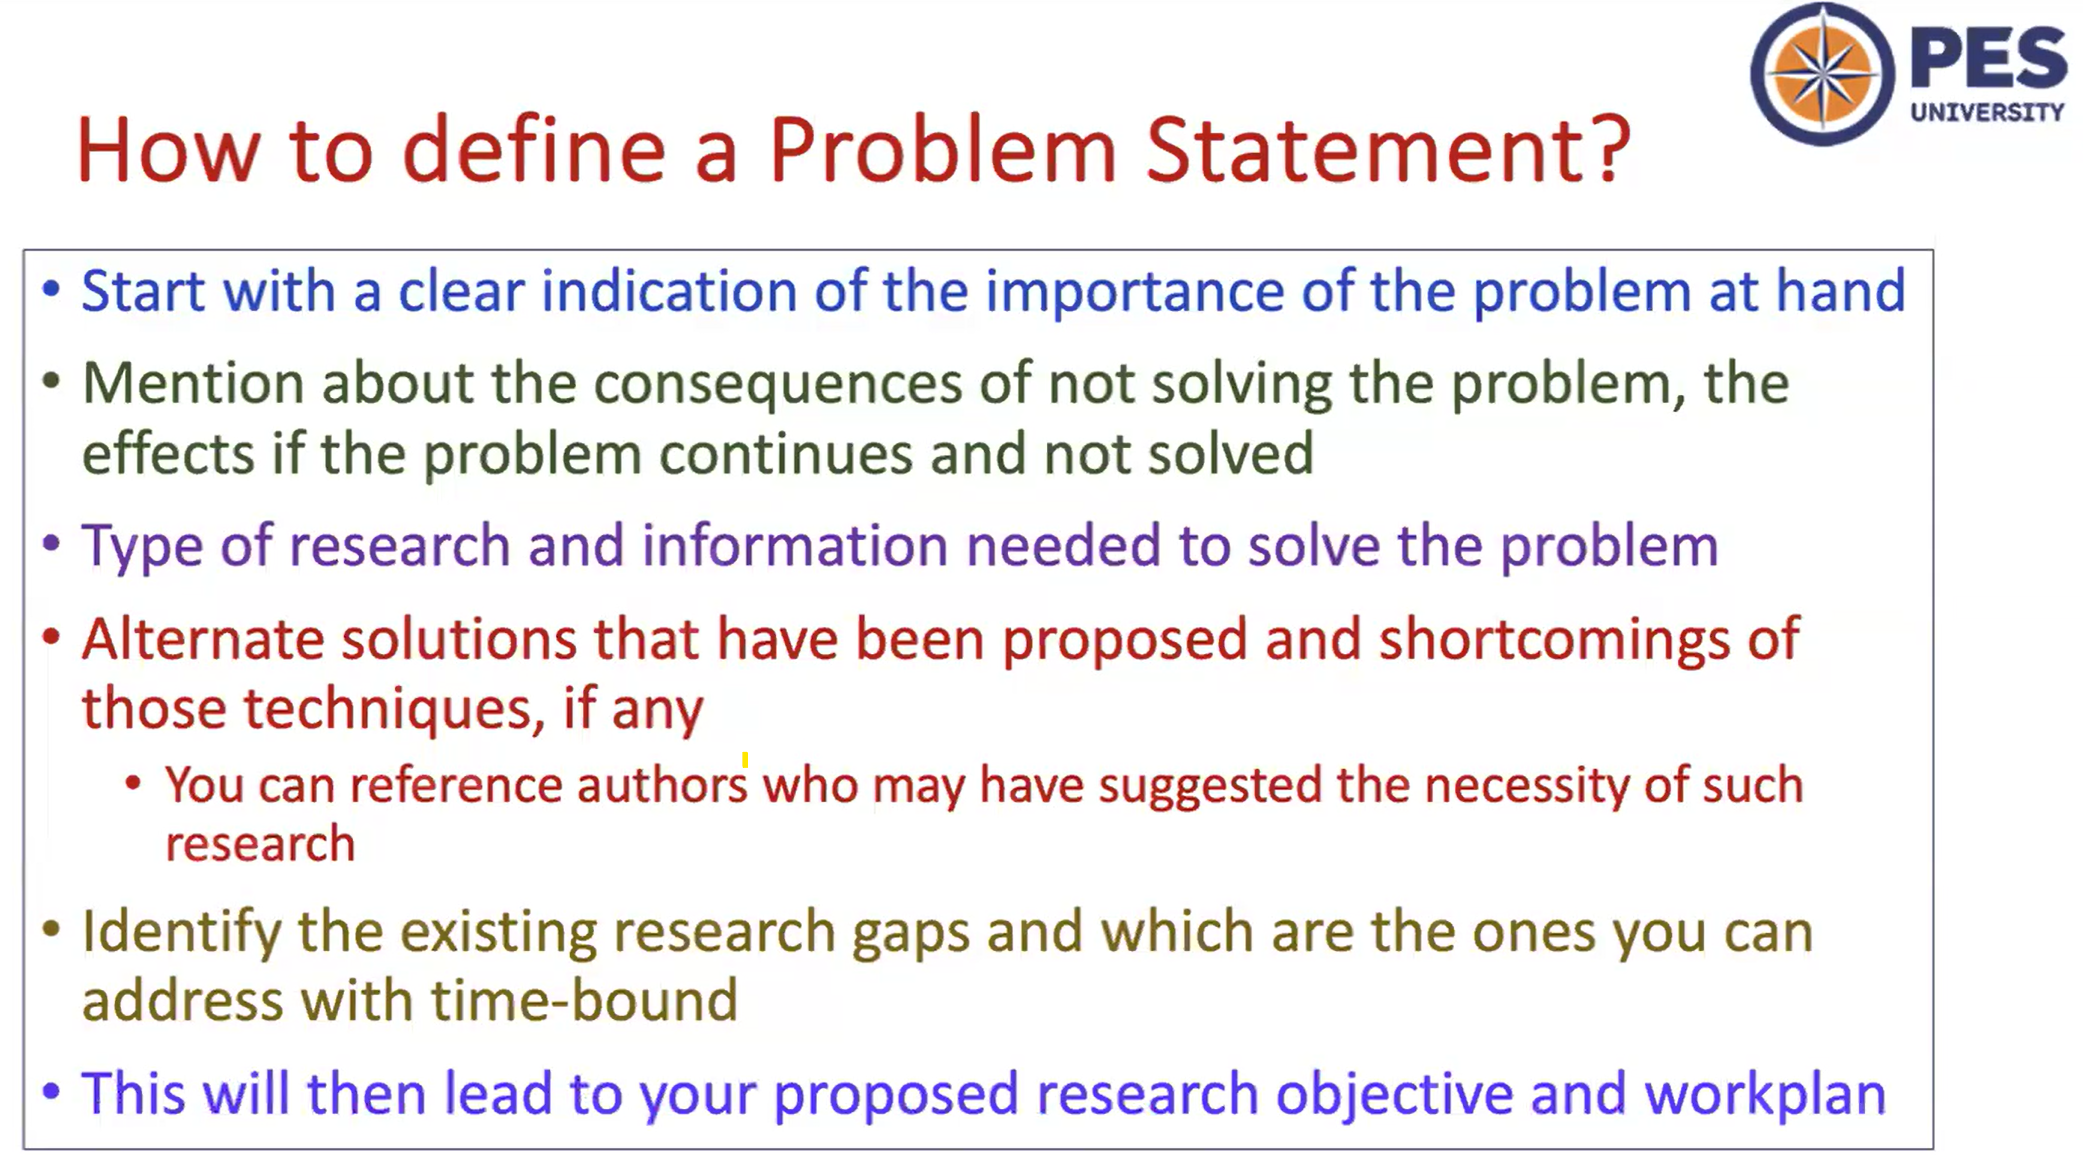 PES
UNIVERSITY
How to define a Problem Statement?
• Start with a clear indication of the importance of the problem at hand
• Mention about the consequences of not solving the problem, the
effects if the problem continues and not solved
• Type of research and information needed to solve the problem
• Alternate solutions that have been proposed and shortcomings of
those techniques, if any
• You can reference authors who may have suggested the necessity of such
research
• Identify the existing research gaps and which are the ones you can
address with time-bound
• This will then lead to your proposed research objective and workplan